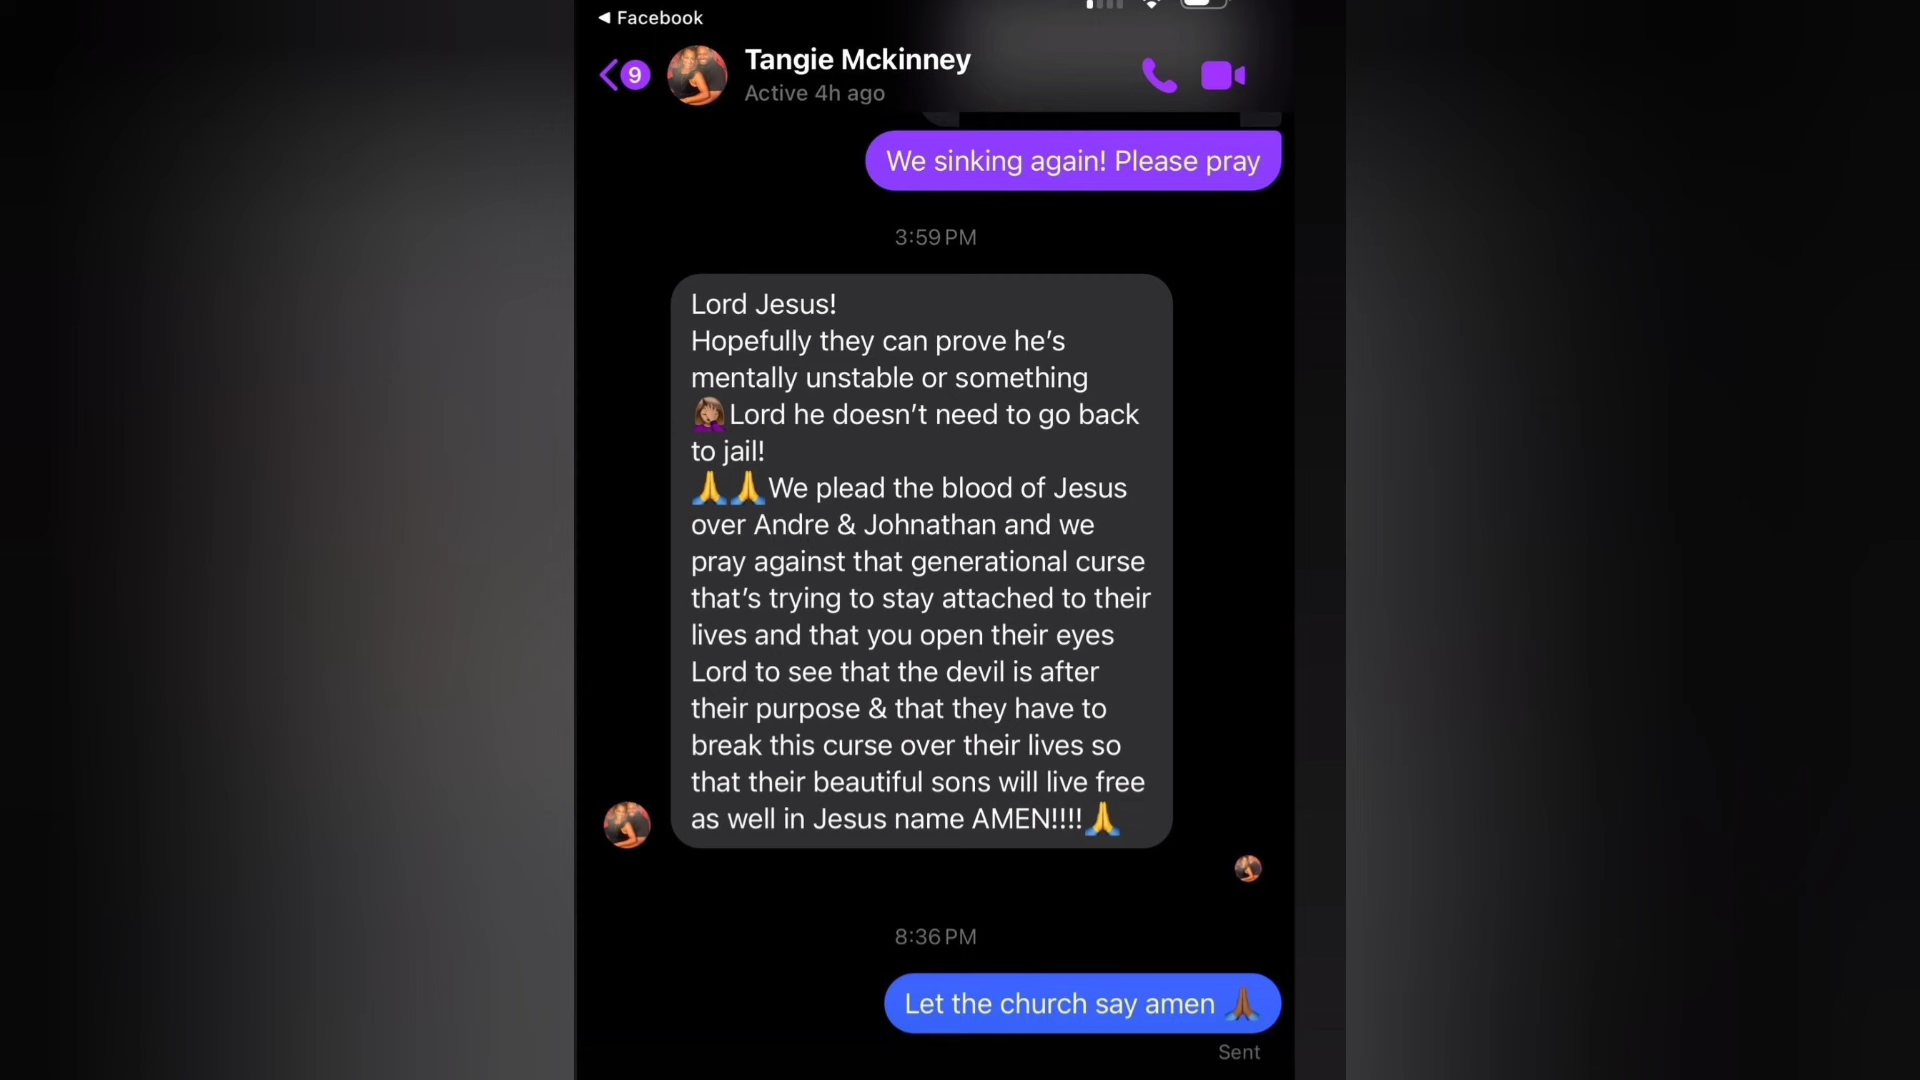 ◀ Facebook
9
Tangie Mckinney
Active 4h ago
We sinking again! Please pray
3:59 PM
Lord Jesus!
Hopefully they can prove he’s
mentally unstable or something
🤦🏽‍♀️Lord he doesn’t need to go back
to jail!
🙏🙏We plead the blood of Jesus
over Andre & Johnathan and we
pray against that generational curse
that’s trying to stay attached to their
lives and that you open their eyes
Lord to see that the devil is after
their purpose & that they have to
break this curse over their lives so
that their beautiful sons will live free
as well in Jesus name AMEN!!!!🙏
8:36 PM
Let the church say amen 🙏🏾
Sent